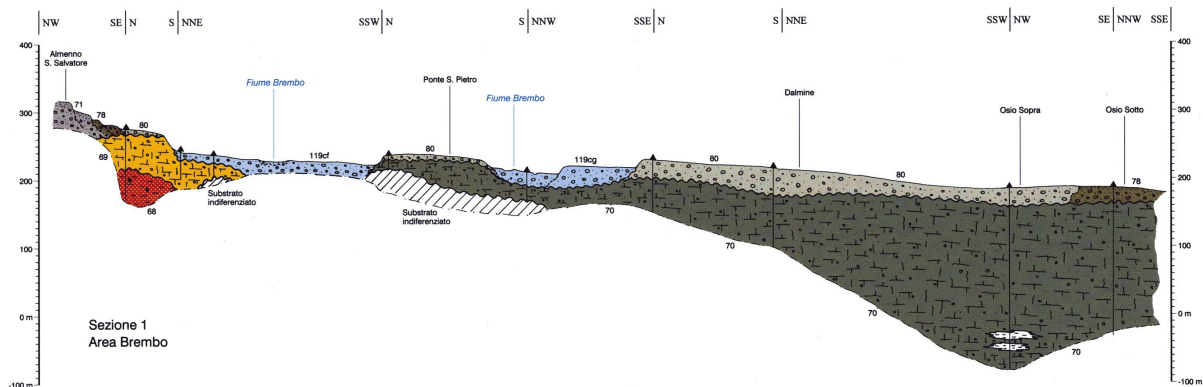 NW
SE N
S NNE
SSW N
S NNW
SSE N
S NNE
SSW NW
SE NNW
SSE
400
300
200
100
0 m
-100 m
400
300
200
100
0 m
-100 m
Almenno
S. Salvatore
Fiume Brembo
Ponte S. Pietro
Fiume Brembo
Dalmine
Osio Sopra
Osio Sotto
71
78
80
69
68
119cf
Substrato
indiferenziato
80
Substrato
indiferenziato
119cg
70
80
80
78
70
70
70
Sezione 1
Area Brembo